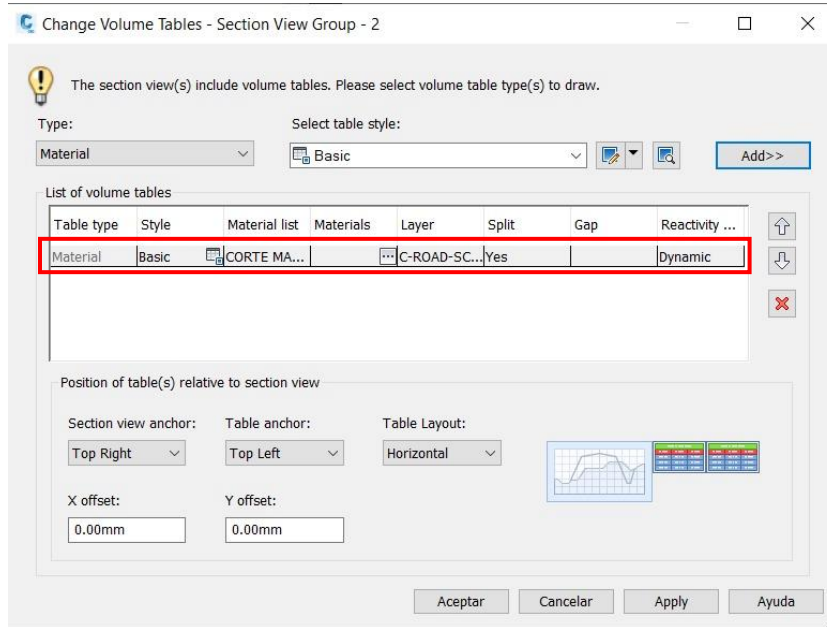 Change Volume Tables - Section View Group - 2
The section view(s) include volume tables. Please select volume table type(s) to draw.
Type: Select table style:
Material Basic Add>>
List of volume tables
Table type Style Material list Materials Layer Split Gap Reactivity ...
Material Basic CORTE MA... ... C-ROAD-SC... Yes Dynamic
Position of table(s) relative to section view
Section view anchor: Table anchor: Table Layout:
Top Right Top Left Horizontal
X offset: Y offset:
0.00mm 0.00mm
Aceptar Cancelar Apply Ayuda